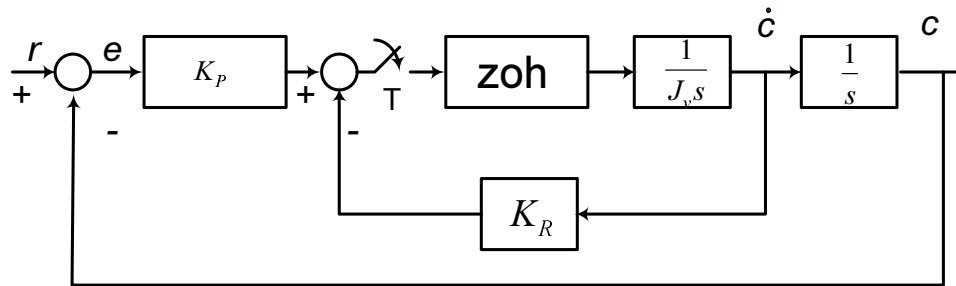 ċ c
r e K_P zoh 1/(J_v s) 1/s
+ + T
- -
K_R